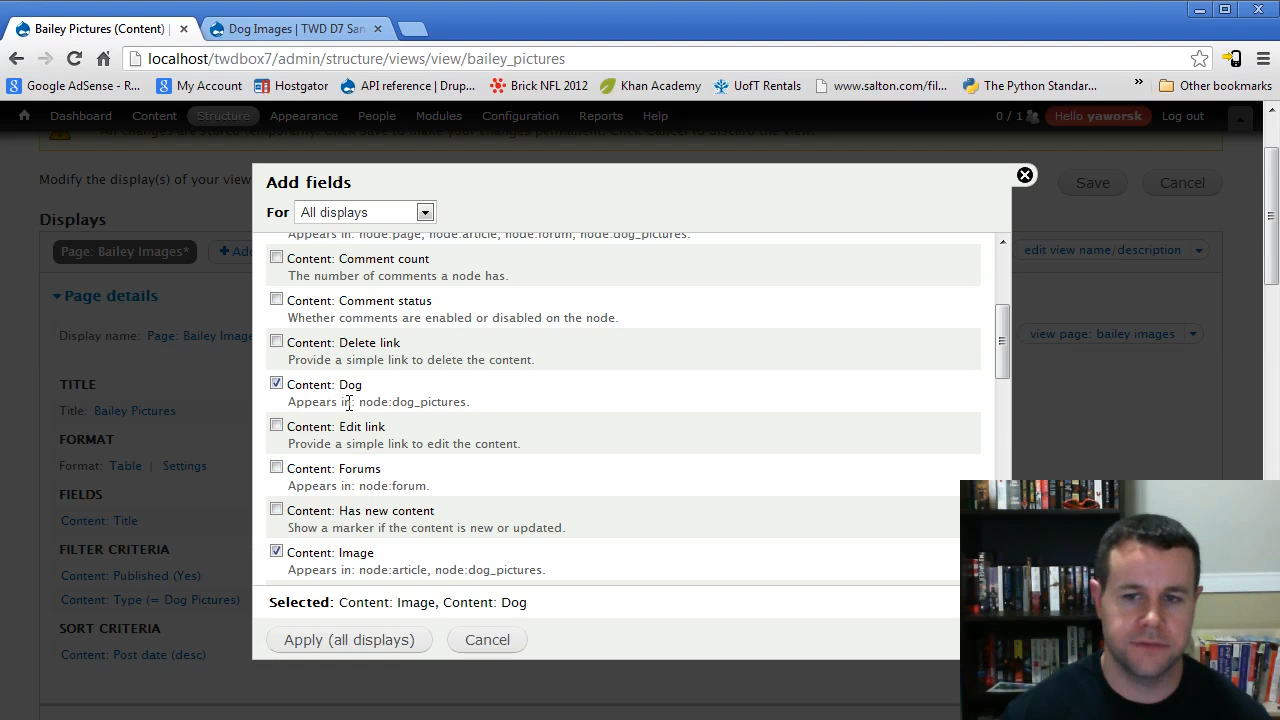 Bailey Pictures (Content) |
Dog Images | TWD D7 San
localhost/twdbox7/admin/structure/views/view/bailey_pictures
Google AdSense - R...
My Account
Hostgator
API reference | Drup...
Brick NFL 2012
Khan Academy
UofT Rentals
www.salton.com/fil...
The Python Standar...
»
Other bookmarks
Dashboard
Content
Structure
Appearance
People
Modules
Configuration
Reports
Help
0 / 1
Hello yaworsk
Log out
Modify the display(s) of your view
Save
Cancel
Displays
Page: Bailey Images*
Add
edit view name/description
Page details
Display name: Page: Bailey Image
view page: bailey images
TITLE
Title: Bailey Pictures
FORMAT
Format: Table | Settings
FIELDS
Content: Title
FILTER CRITERIA
Content: Published (Yes)
Content: Type (= Dog Pictures)
SORT CRITERIA
Content: Post date (desc)
Add fields
For All displays
Appears in: node:page, node:article, node:forum, node:dog_pictures.
Content: Comment count
The number of comments a node has.
Content: Comment status
Whether comments are enabled or disabled on the node.
Content: Delete link
Provide a simple link to delete the content.
Content: Dog
Appears in: node:dog_pictures.
Content: Edit link
Provide a simple link to edit the content.
Content: Forums
Appears in: node:forum.
Content: Has new content
Show a marker if the content is new or updated.
Content: Image
Appears in: node:article, node:dog_pictures.
Selected: Content: Image, Content: Dog
Apply (all displays)
Cancel